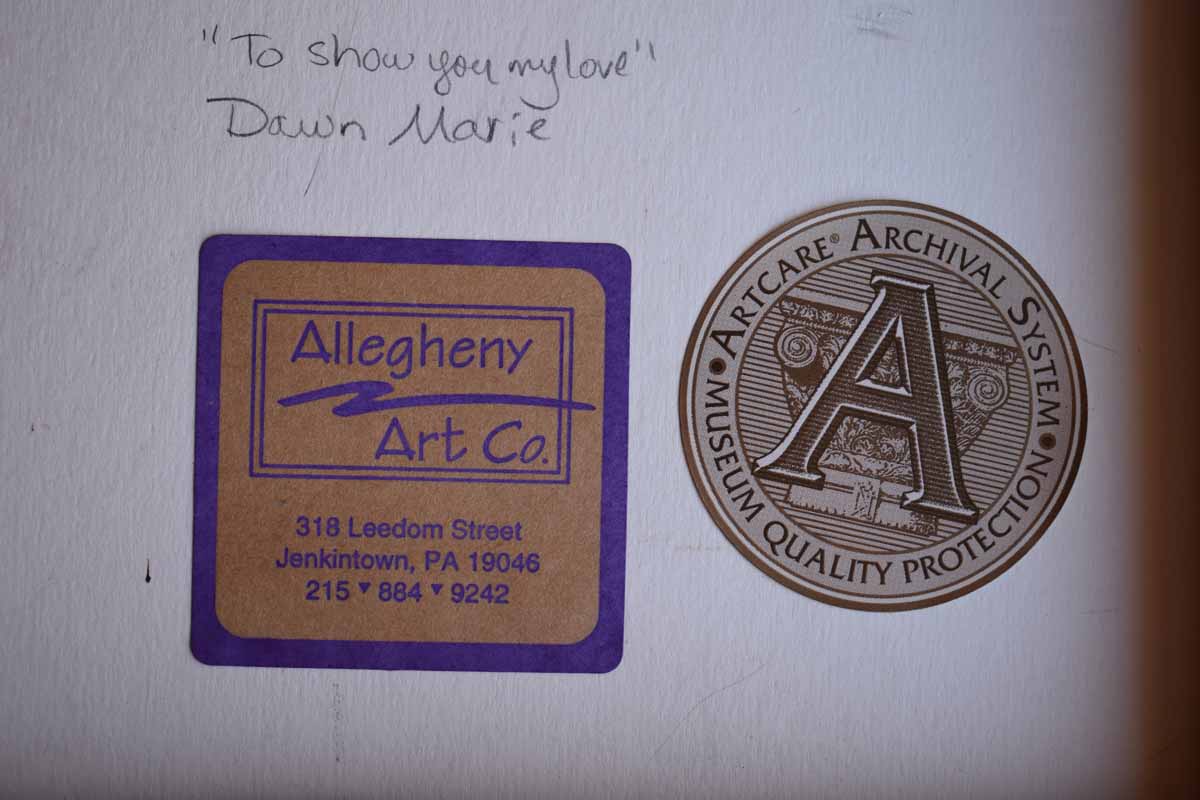 "To show you my love"
Dawn Marie
Allegheny
Art Co.
318 Leedom Street
Jenkintown, PA 19046
215 ▼ 884 ▼ 9242
• ARTCARE® ARCHIVAL SYSTEM •
MUSEUM QUALITY PROTECTION
A